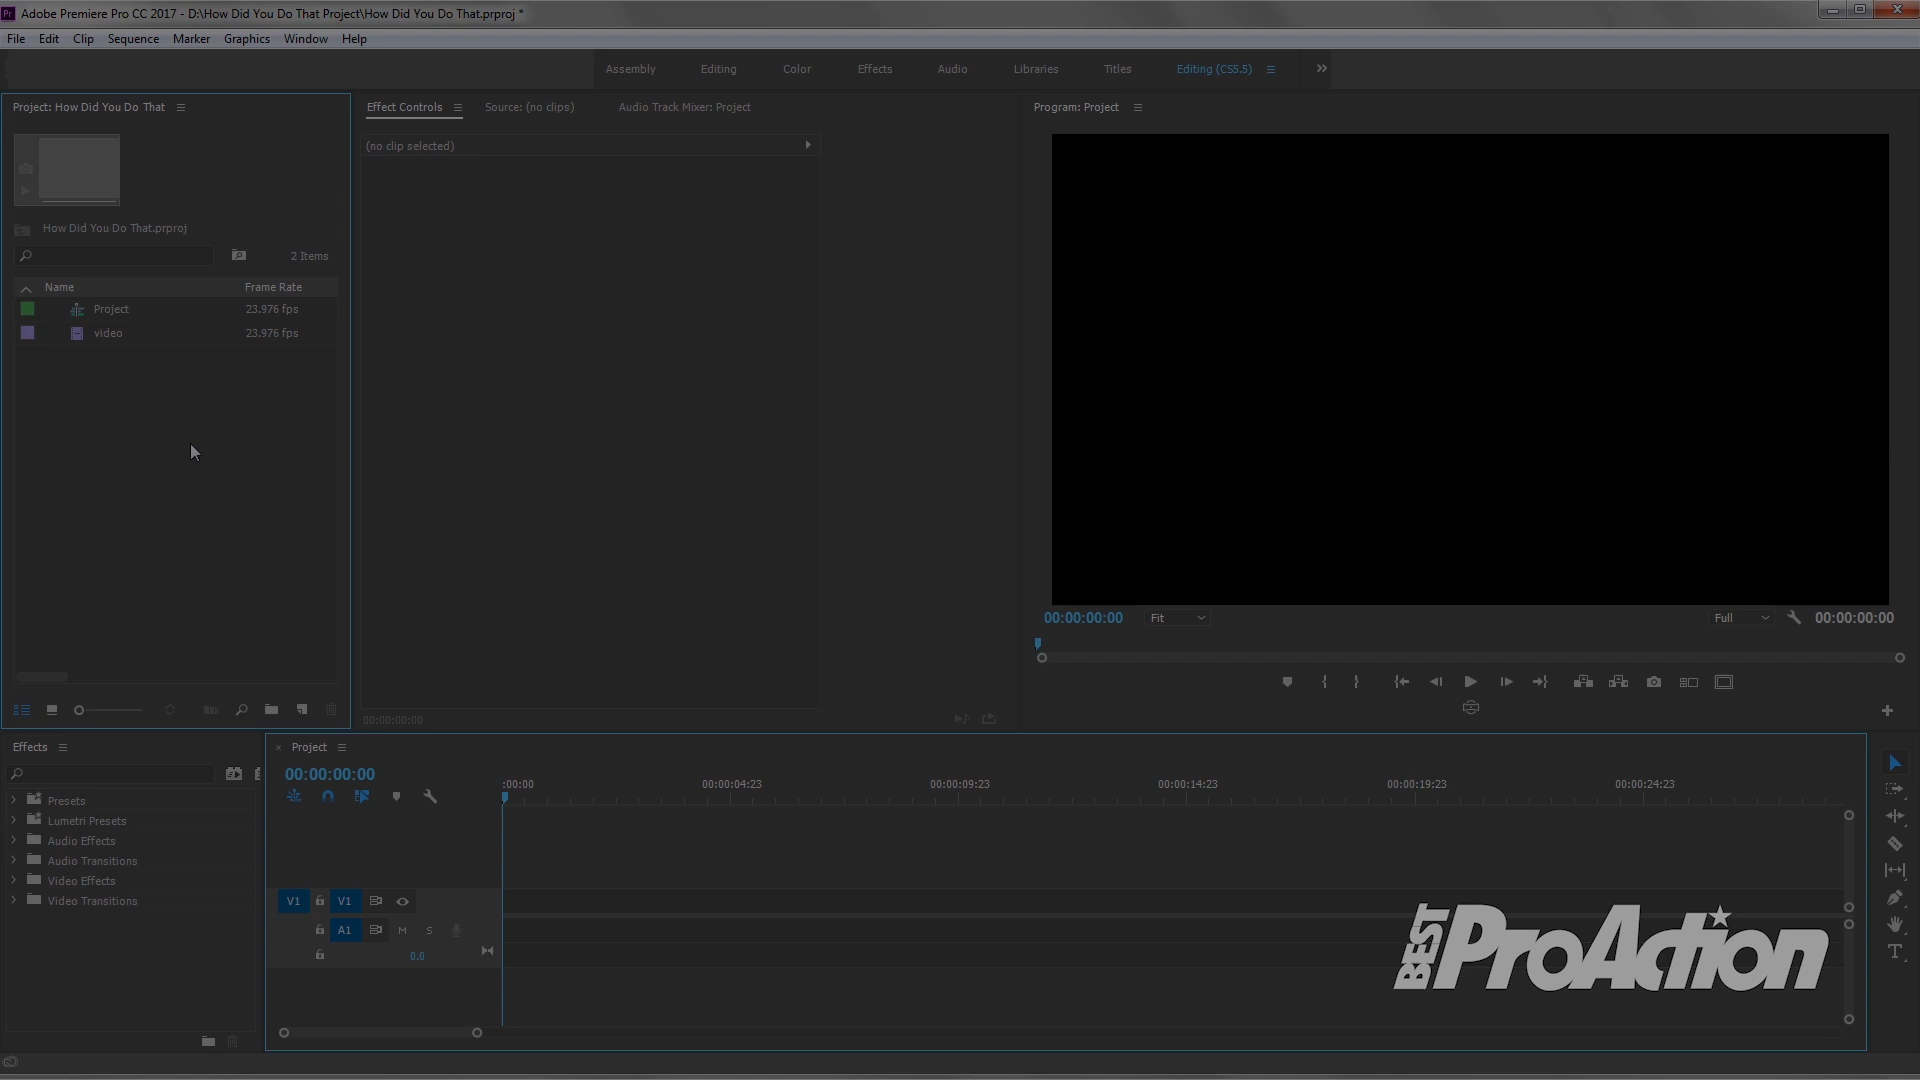 Adobe Premiere Pro CC 2017 - D:\How Did You Do That Project\How Did You Do That.prproj *
File Edit Clip Sequence Marker Graphics Window Help
Assembly Editing Color Effects Audio Libraries Titles Editing (CS5.5)
Project: How Did You Do That
Effect Controls Source: (no clips) Audio Track Mixer: Project
Program: Project
(no clip selected)
How Did You Do That.prproj
2 Items
Name Frame Rate
Project 23.976 fps
video 23.976 fps
00:00:00:00 Fit Full 00:00:00:00
00:00:00:00
Effects
Presets
Lumetri Presets
Audio Effects
Audio Transitions
Video Effects
Video Transitions
Project
00:00:00:00
:00:00 00:00:04:23 00:00:09:23 00:00:14:23 00:00:19:23 00:00:24:23
V1 V1
A1 M S
0.0
BEST ProAction